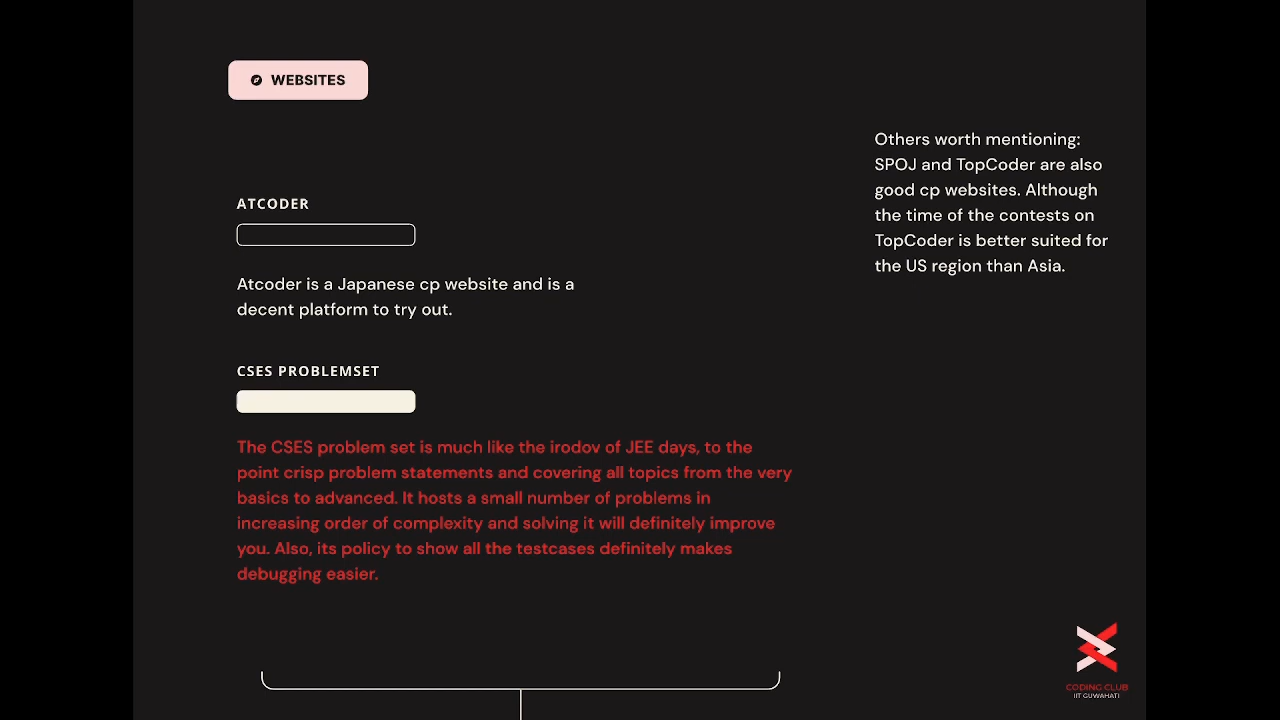 WEBSITES
ATCODER
Atcoder is a Japanese cp website and is a
decent platform to try out.
CSES PROBLEMSET
The CSES problem set is much like the irodov of JEE days, to the
point crisp problem statements and covering all topics from the very
basics to advanced. It hosts a small number of problems in
increasing order of complexity and solving it will definitely improve
you. Also, its policy to show all the testcases definitely makes
debugging easier.
Others worth mentioning:
SPOJ and TopCoder are also
good cp websites. Although
the time of the contests on
TopCoder is better suited for
the US region than Asia.
CODING CLUB
IIT GUWAHATI